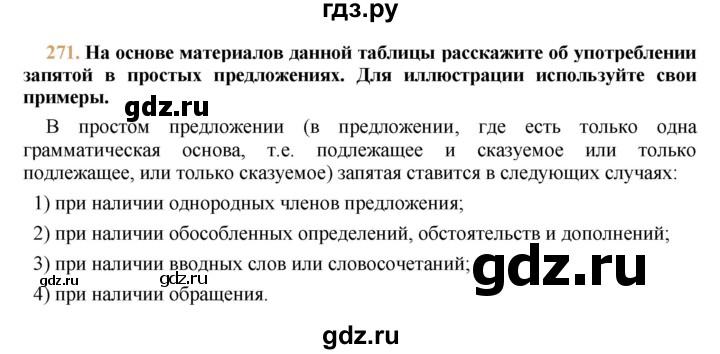 гдз.ру
271. На основе материалов данной таблицы расскажите об употреблении
запятой в простых предложениях. Для иллюстрации используйте свои
примеры.
gdz.ru
gdz.ru
В простом предложении (в предложении, где есть только одна
грамматическая основа, т.е. подлежащее и сказуемое или только
подлежащее, или только сказуемое) запятая ставится в следующих случаях:
1) при наличии однородных членов предложения;
2) при наличии обособленных определений, обстоятельств и дополнений;
3) при наличии вводных слов или словосочетаний;
gdz.ru
4) при наличии обращения.
gdz.ru